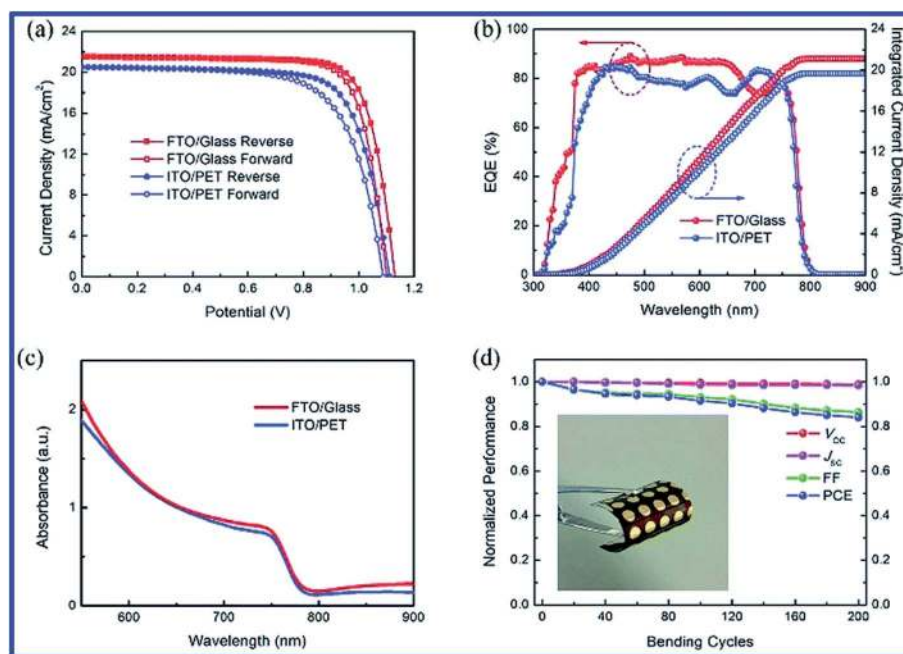 (a)
24
20
16
12
8
4
0
Current Density (mA/cm²)
FTO/Glass Reverse
FTO/Glass Forward
ITO/PET Reverse
ITO/PET Forward
0.0 0.2 0.4 0.6 0.8 1.0 1.2
Potential (V)
(b)
100
80
60
40
20
0
EQE (%)
24
20
16
12
8
4
0
Integrated Current Density (mA/cm²)
FTO/Glass
ITO/PET
300 400 500 600 700 800 900
Wavelength (nm)
(c)
2
1
0
Absorbance (a.u.)
FTO/Glass
ITO/PET
600 700 800 900
Wavelength (nm)
(d)
1.0
0.8
0.6
0.4
0.2
0.0
Normalized Performance
1.0
0.8
0.6
0.4
0.2
0.0
V_OC
J_SC
FF
PCE
0 40 80 120 160 200
Bending Cycles